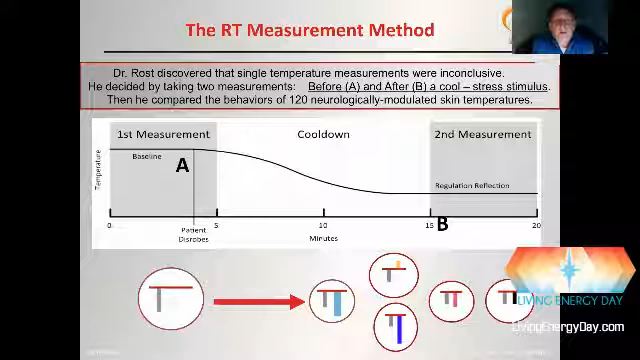 The RT Measurement Method
Dr. Rost discovered that single temperature measurements were inconclusive.
He decided by taking two measurements: Before (A) and After (B) a cool – stress stimulus.
Then he compared the behaviors of 120 neurologically-modulated skin temperatures.
1st Measurement
Cooldown
2nd Measurement
Temperature
Baseline
A
Regulation Reflection
0
5
10
15
20
B
Patient
Disrobes
Minutes
LIVING ENERGY DAY
LivingEnergyDay.com